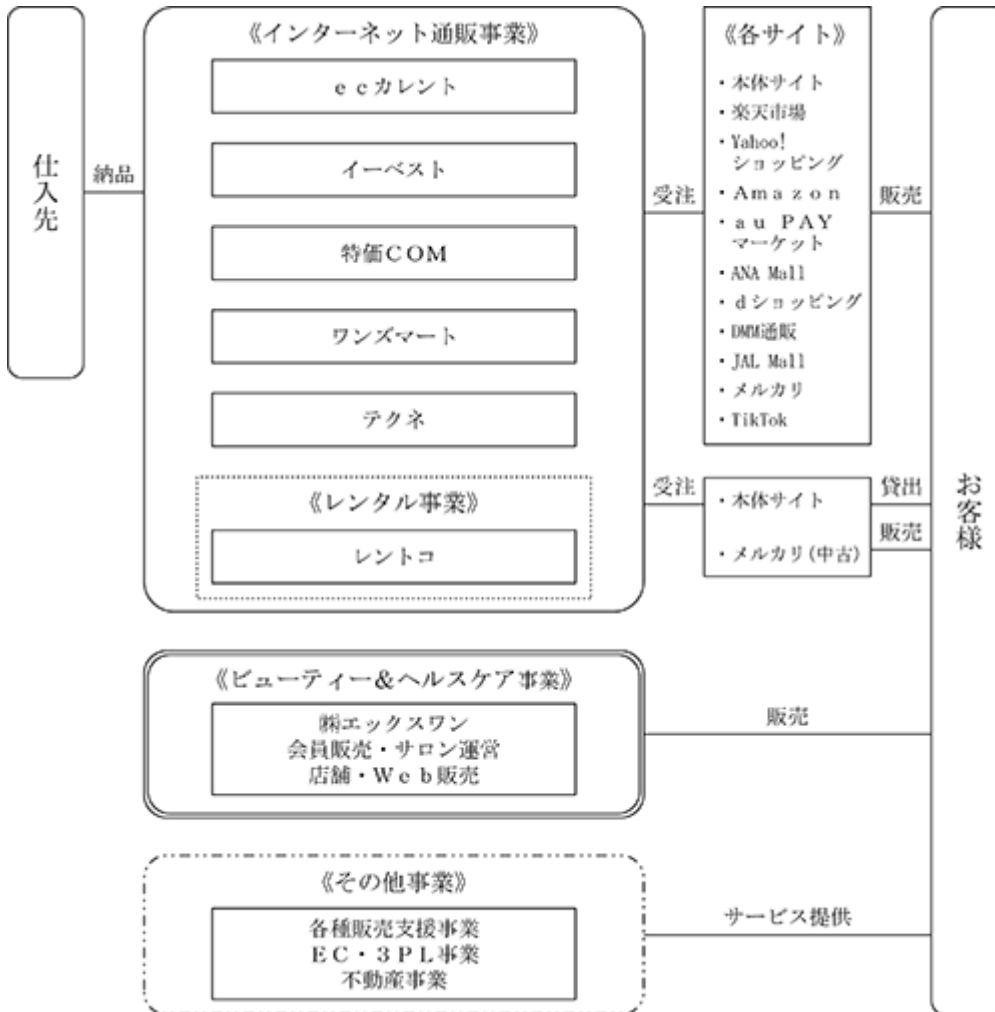 仕入先
納品
《インターネット通販事業》
ｅｃカレント
イーベスト
特価ＣＯＭ
ワンズマート
テクネ
《レンタル事業》
レントコ
受注
《各サイト》
・本体サイト
・楽天市場
・Yahoo!
ショッピング
・Ａｍａｚｏｎ
・ａｕ ＰＡＹ
マーケット
・ANA Mall
・ｄショッピング
・DMM通販
・JAL Mall
・メルカリ
・TikTok
販売
受注
・本体サイト
・メルカリ(中古)
貸出
販売
お客様
《ビューティー＆ヘルスケア事業》
㈱エックスワン
会員販売・サロン運営
店舗・Ｗｅｂ販売
販売
《その他事業》
各種販売支援事業
ＥＣ・３ＰＬ事業
不動産事業
サービス提供